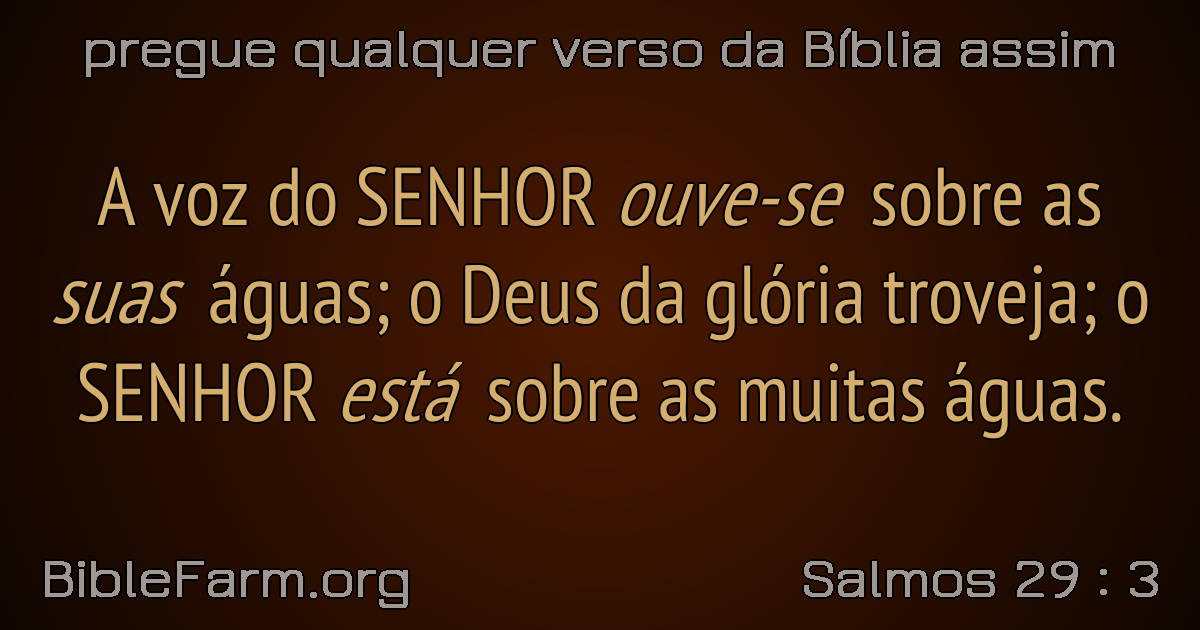 pregue qualquer verso da Bíblia assim
A voz do SENHOR ouve-se sobre as
suas águas; o Deus da glória troveja; o
SENHOR está sobre as muitas águas.
BibleFarm.org
Salmos 29 : 3